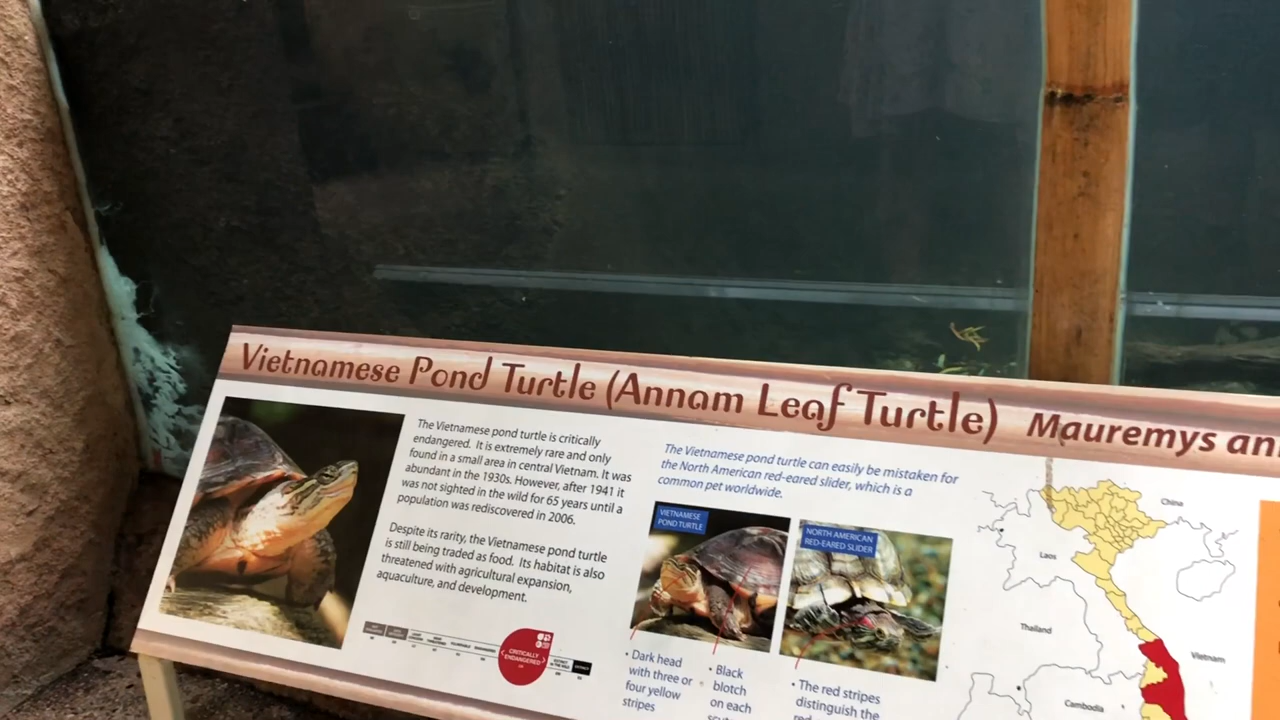 Vietnamese Pond Turtle (Annam Leaf Turtle) Mauremys an
The Vietnamese pond turtle is critically
endangered. It is extremely rare and only
found in a small area in central Vietnam. It was
abundant in the 1930s. However, after 1941 it
was not sighted in the wild for 65 years until a
population was rediscovered in 2006.
Despite its rarity, the Vietnamese pond turtle
is still being traded as food. Its habitat is also
threatened with agricultural expansion,
aquaculture, and development.
CRITICALLY
ENDANGERED
The Vietnamese pond turtle can easily be mistaken for
the North American red-eared slider, which is a
common pet worldwide.
VIETNAMESE
POND TURTLE
NORTH AMERICAN
RED-EARED SLIDER
• Dark head
with three or
four yellow
stripes
• Black
blotch
on each
• The red stripes
distinguish the
China
Laos
Thailand
Vietnam
Cambodia